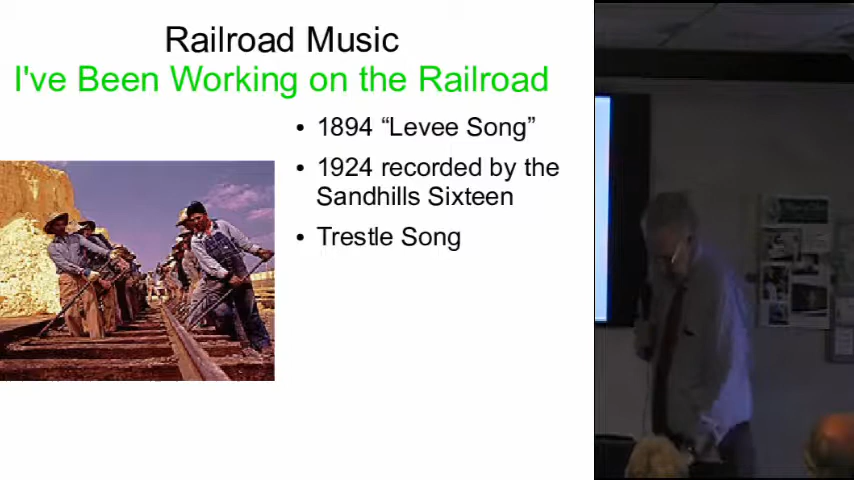 Railroad Music
I've Been Working on the Railroad
• 1894 “Levee Song”
• 1924 recorded by the
Sandhills Sixteen
• Trestle Song